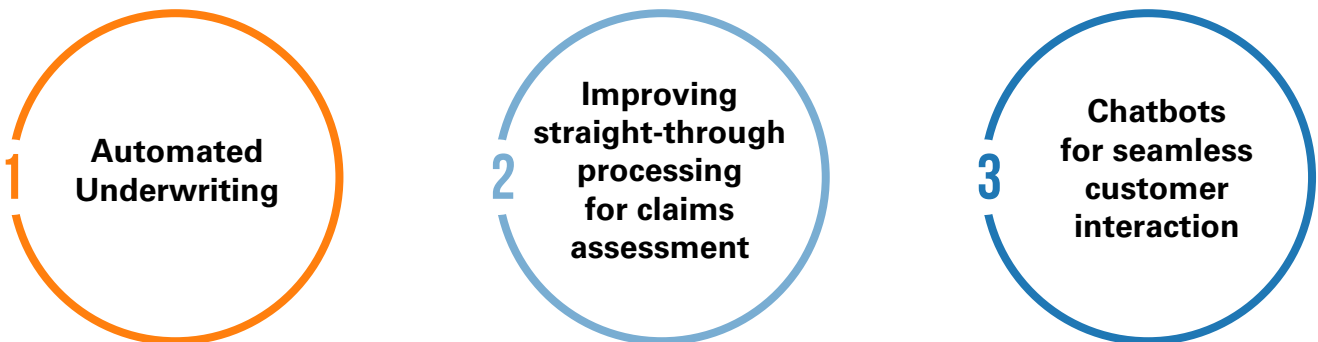 1
Automated
Underwriting
2
Improving
straight-through
processing
for claims
assessment
3
Chatbots
for seamless
customer
interaction